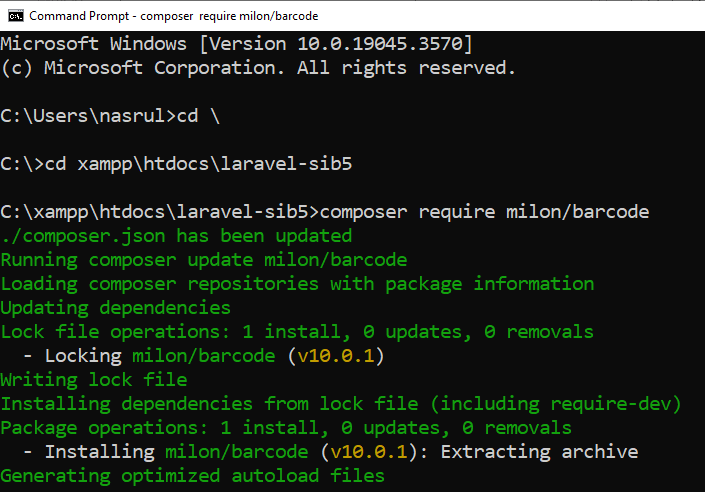 Command Prompt - composer  require milon/barcode
Microsoft Windows [Version 10.0.19045.3570]
(c) Microsoft Corporation. All rights reserved.
C:\Users\nasrul>cd \
C:\>cd xampp\htdocs\laravel-sib5
C:\xampp\htdocs\laravel-sib5>composer require milon/barcode
./composer.json has been updated
Running composer update milon/barcode
Loading composer repositories with package information
Updating dependencies
Lock file operations: 1 install, 0 updates, 0 removals
  - Locking milon/barcode (v10.0.1)
Writing lock file
Installing dependencies from lock file (including require-dev)
Package operations: 1 install, 0 updates, 0 removals
  - Installing milon/barcode (v10.0.1): Extracting archive
Generating optimized autoload files